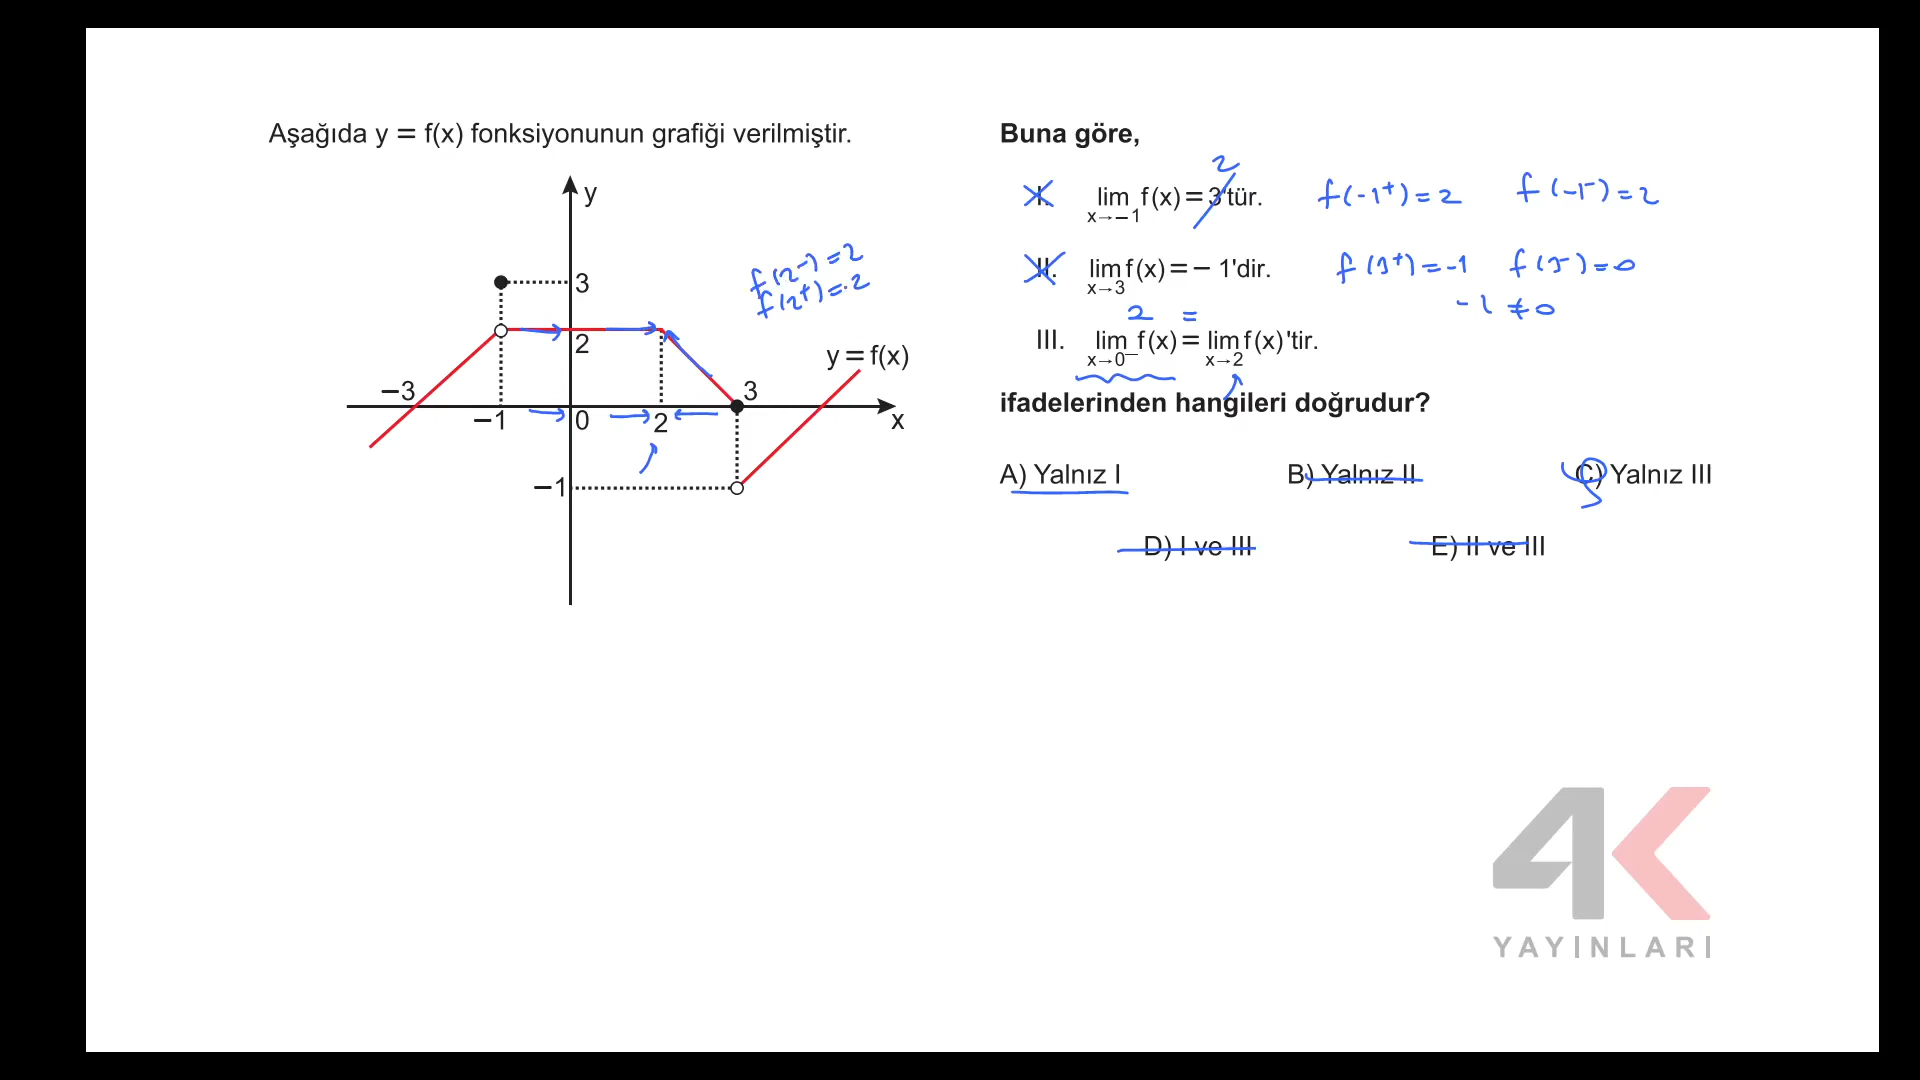 Aşağıda y = f(x) fonksiyonunun grafiği verilmiştir.
y
3
2
f(2⁻) = 2
f(2⁺) = 2
y = f(x)
−3
3
−1
0
2
x
−1
Buna göre,
2
I. lim x→−1 f(x) = 3'tür. f(-1⁺) = 2 f(-1⁻) = 2
II. lim x→3 f(x) = − 1'dir. f(3⁺) = -1 f(3⁻) = 0
-1 ≠ 0
2 =
III. lim x→0⁻ f(x) = lim x→2 f(x)'tir.
ifadelerinden hangileri doğrudur?
A) Yalnız I B) Yalnız II C) Yalnız III
D) I ve III E) II ve III
4K
YAYINLARI